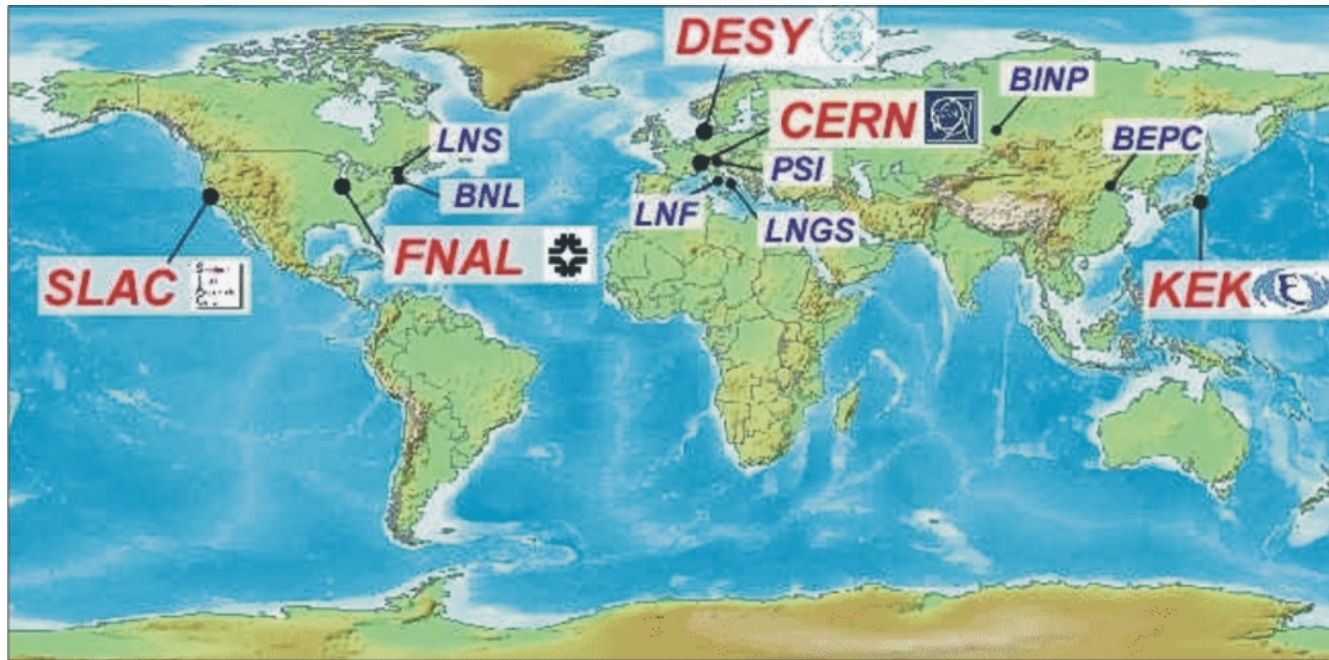 DESY
BINP
CERN
LNS
BEPC
PSI
BNL
LNF
LNGS
FNAL
SLAC
KEK